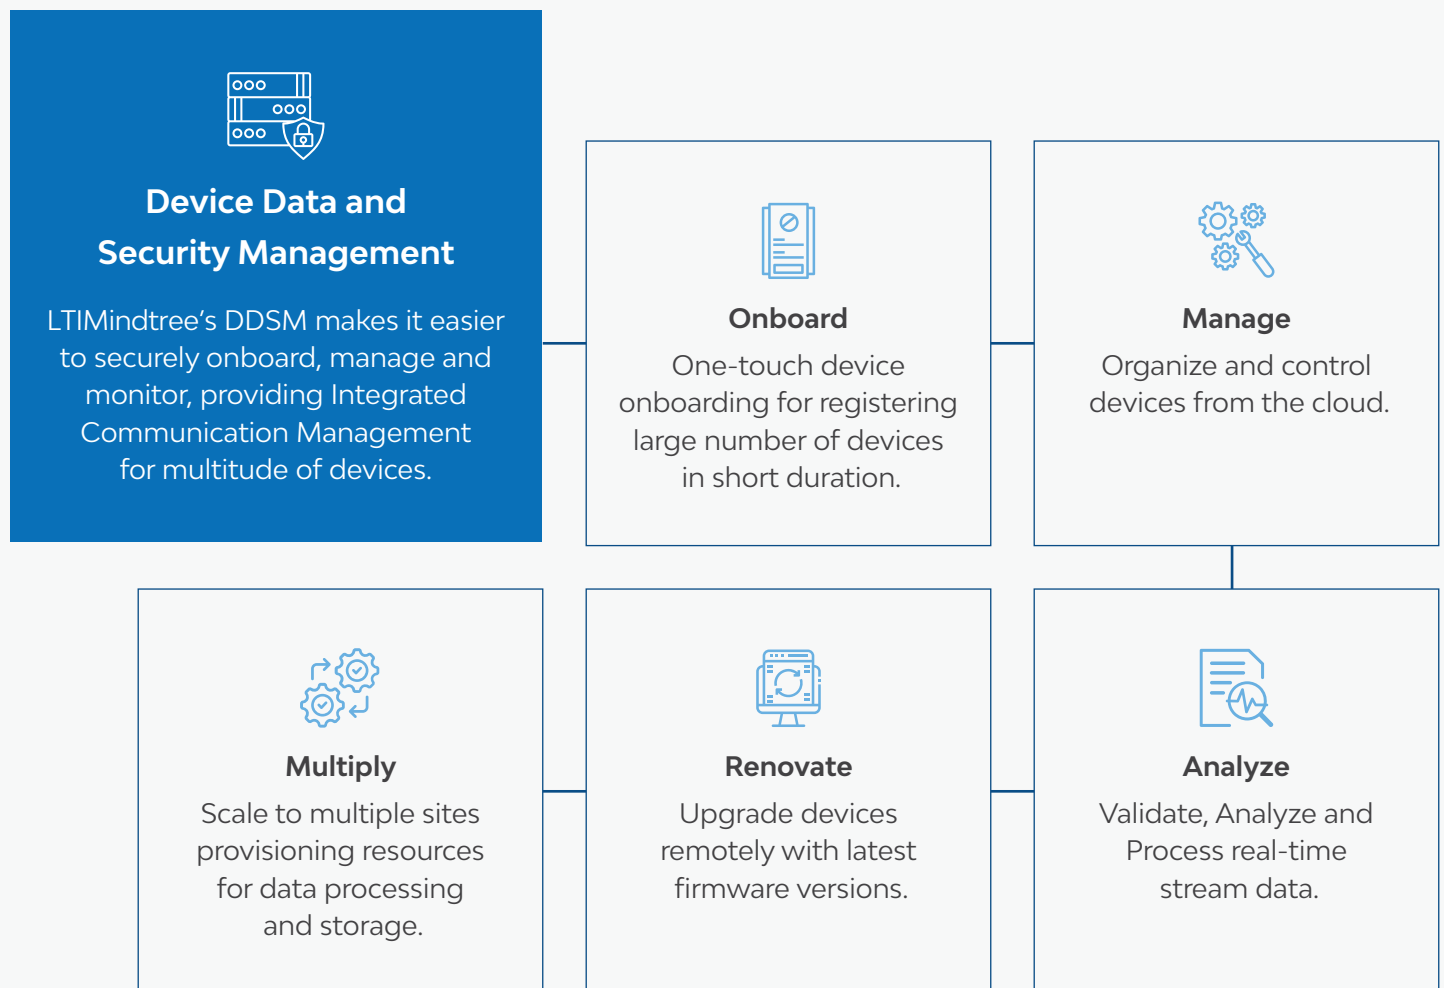 Device Data and
Security Management
LTIMindtree’s DDSM makes it easier
to securely onboard, manage and
monitor, providing Integrated
Communication Management
for multitude of devices.
Onboard
One-touch device
onboarding for registering
large number of devices
in short duration.
Manage
Organize and control
devices from the cloud.
Multiply
Scale to multiple sites
provisioning resources
for data processing
and storage.
Renovate
Upgrade devices
remotely with latest
firmware versions.
Analyze
Validate, Analyze and
Process real-time
stream data.